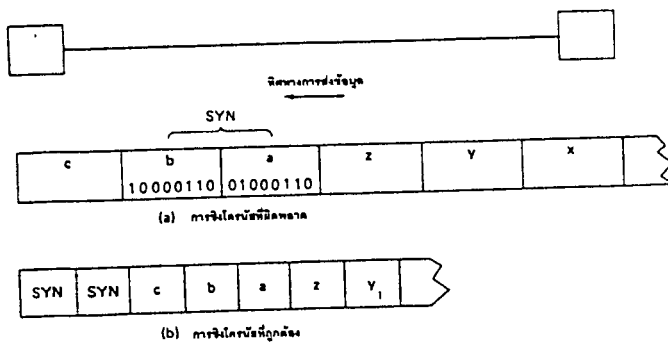 ทิศทางการส่งข้อมูล
SYN
c b a z y x
10000110 01000110
(a) การซิงโครนัสที่ผิดพลาด
SYN SYN c b a z y₁
(b) การซิงโครนัสที่ถูกต้อง